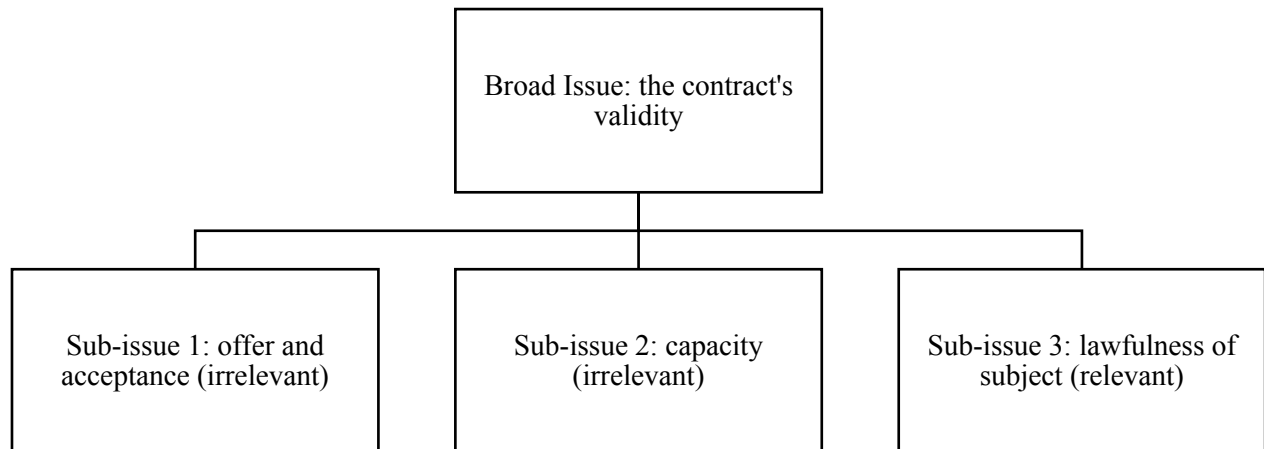 Broad Issue: the contract's
validity
Sub-issue 1: offer and
acceptance (irrelevant)
Sub-issue 2: capacity
(irrelevant)
Sub-issue 3: lawfulness of
subject (relevant)